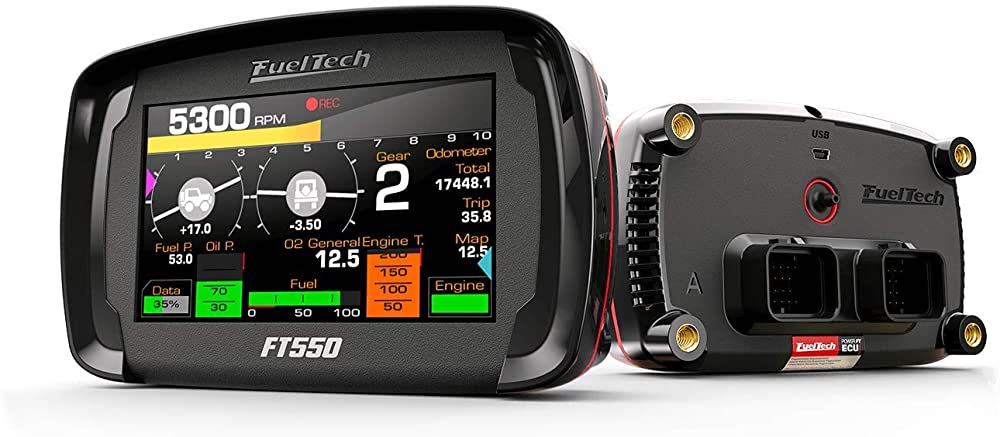 FuelTech
5300 RPM
REC
1 2 3 4 5 6 7 8 9 10
Gear
2
Odometer
Total
17448.1
Trip
35.8
+17.0
-3.50
Fuel P.
53.0
Oil P.
70
30
O2 General
12.5
Engine T.
200
150
100
50
Map
12.5
Data
35%
Fuel
0 50 100
Engine
FT550
USB
FuelTech
A
FuelTech
POWERFT
ECU